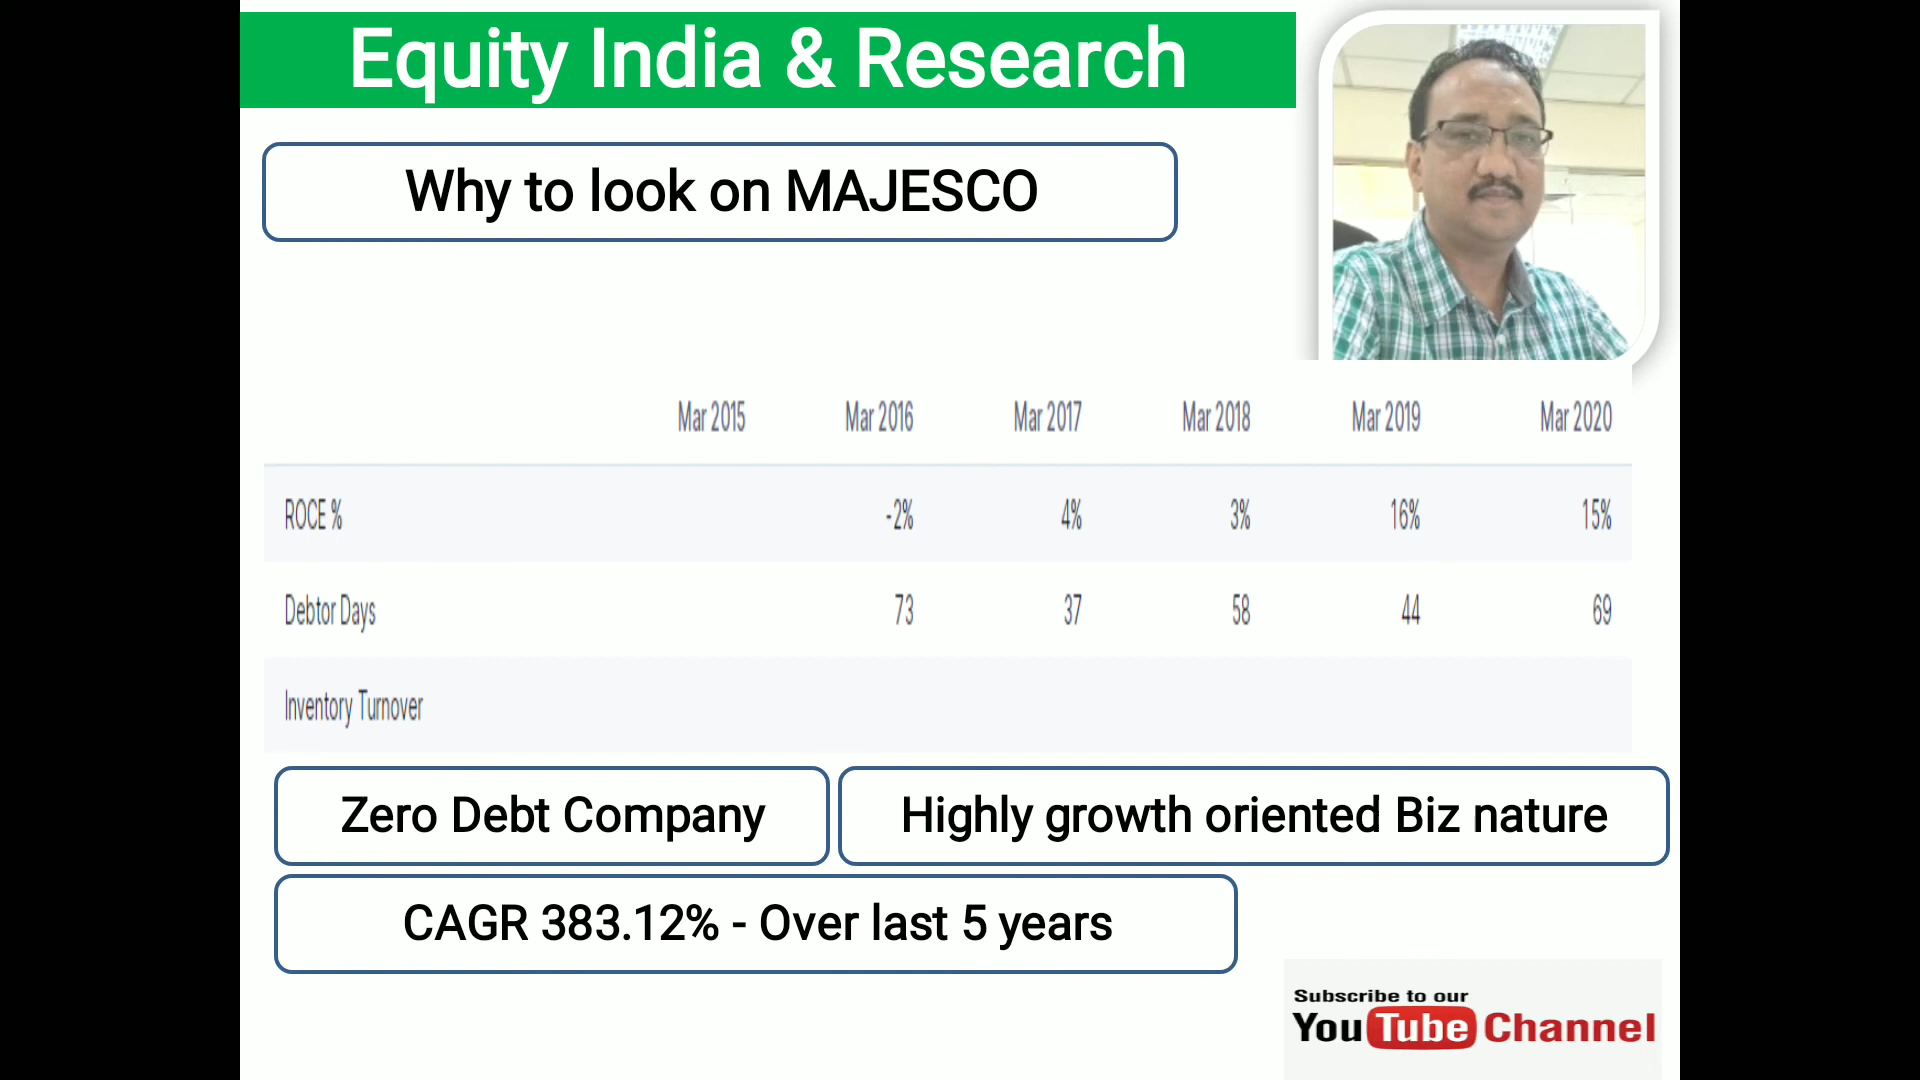 Equity India & Research
Why to look on MAJESCO
Mar 2015 Mar 2016 Mar 2017 Mar 2018 Mar 2019 Mar 2020
ROCE % -2% 4% 3% 16% 15%
Debtor Days 73 37 58 44 69
Inventory Turnover
Zero Debt Company
Highly growth oriented Biz nature
CAGR 383.12% - Over last 5 years
Subscribe to our
YouTube Channel